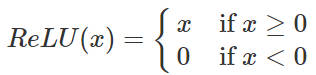 ReLU(x) = { x if x ≥ 0
0 if x < 0